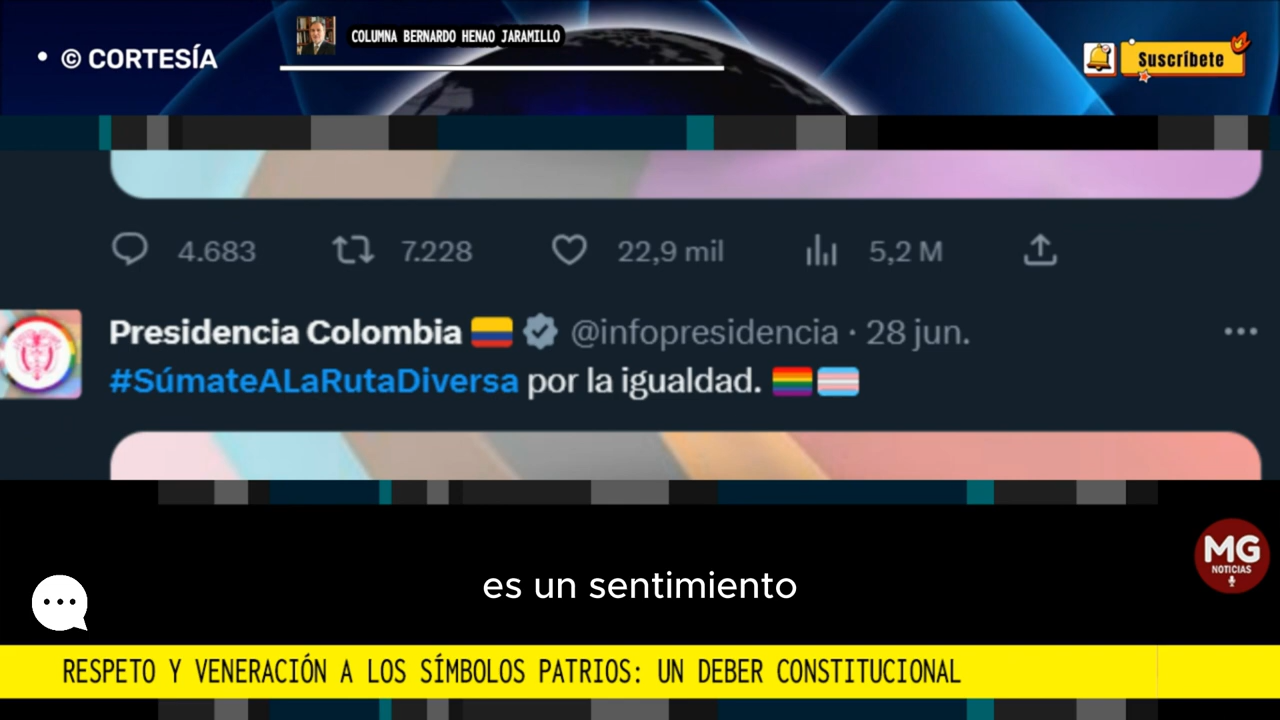 COLUMNA BERNARDO HENAO JARAMILLO
• © CORTESÍA
Suscríbete
4.683 7.228 22,9 mil 5,2 M
Presidencia Colombia 🇨🇴 @infopresidencia · 28 jun.
#SúmateALaRutaDiversa por la igualdad. 🏳️‍🌈🏳️‍⚧️
MG
NOTICIAS
es un sentimiento
RESPETO Y VENERACIÓN A LOS SÍMBOLOS PATRIOS: UN DEBER CONSTITUCIONAL